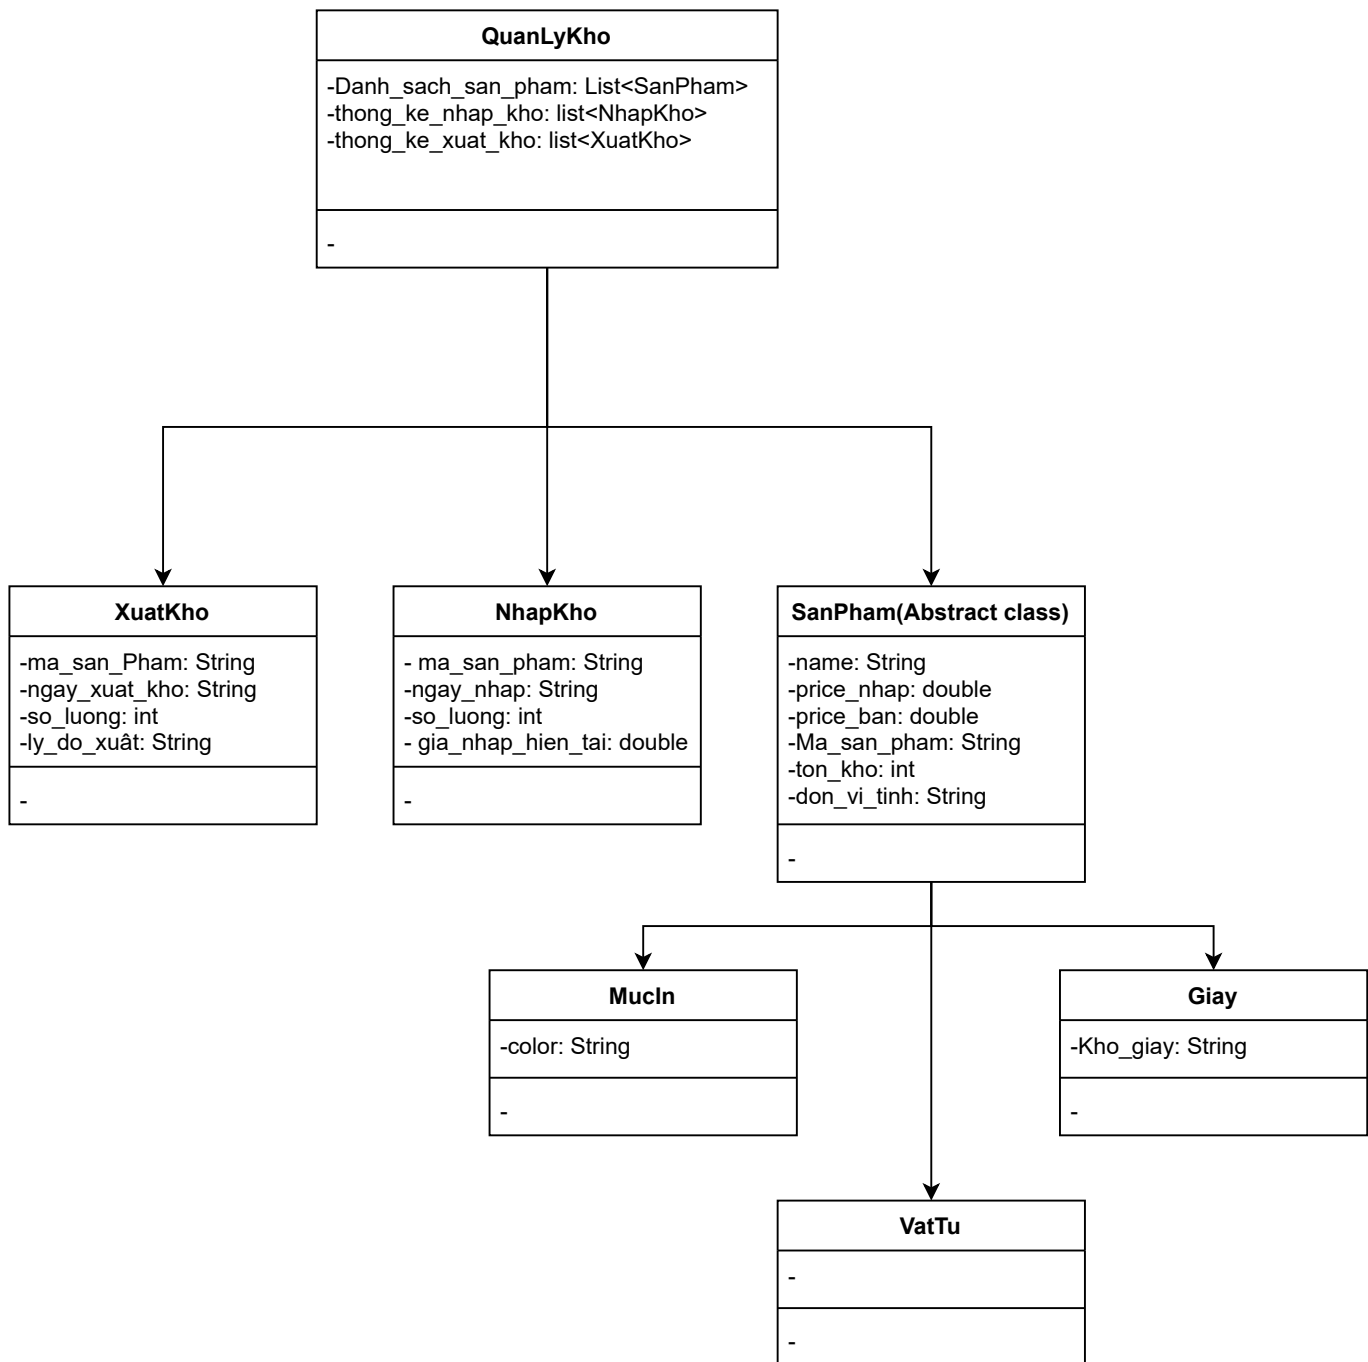 QuanLyKho
-Danh_sach_san_pham: List<SanPham>
-thong_ke_nhap_kho: list<NhapKho>
-thong_ke_xuat_kho: list<XuatKho>
-
XuatKho
-ma_san_Pham: String
-ngay_xuat_kho: String
-so_luong: int
-ly_do_xuât: String
-
NhapKho
- ma_san_pham: String
-ngay_nhap: String
-so_luong: int
- gia_nhap_hien_tai: double
-
SanPham(Abstract class)
-name: String
-price_nhap: double
-price_ban: double
-Ma_san_pham: String
-ton_kho: int
-don_vi_tinh: String
-
MucIn
-color: String
-
Giay
-Kho_giay: String
-
VatTu
-
-